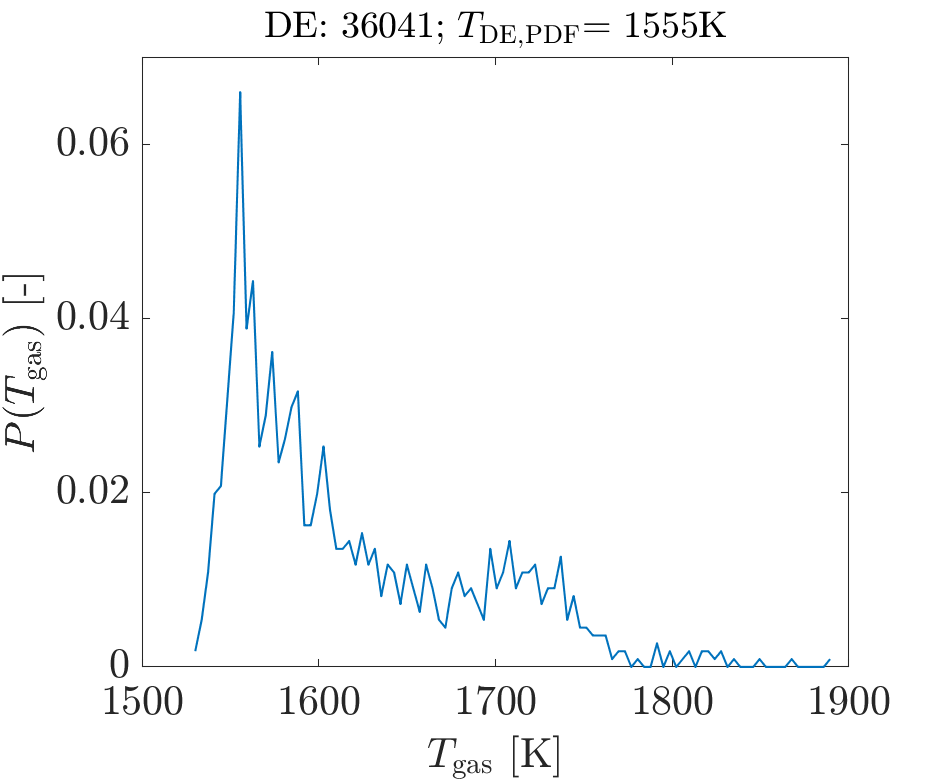 DE: 36041; T_DE,PDF= 1555K
P(T_gas) [-]
0.06
0.04
0.02
0
1500 1600 1700 1800 1900
T_gas [K]